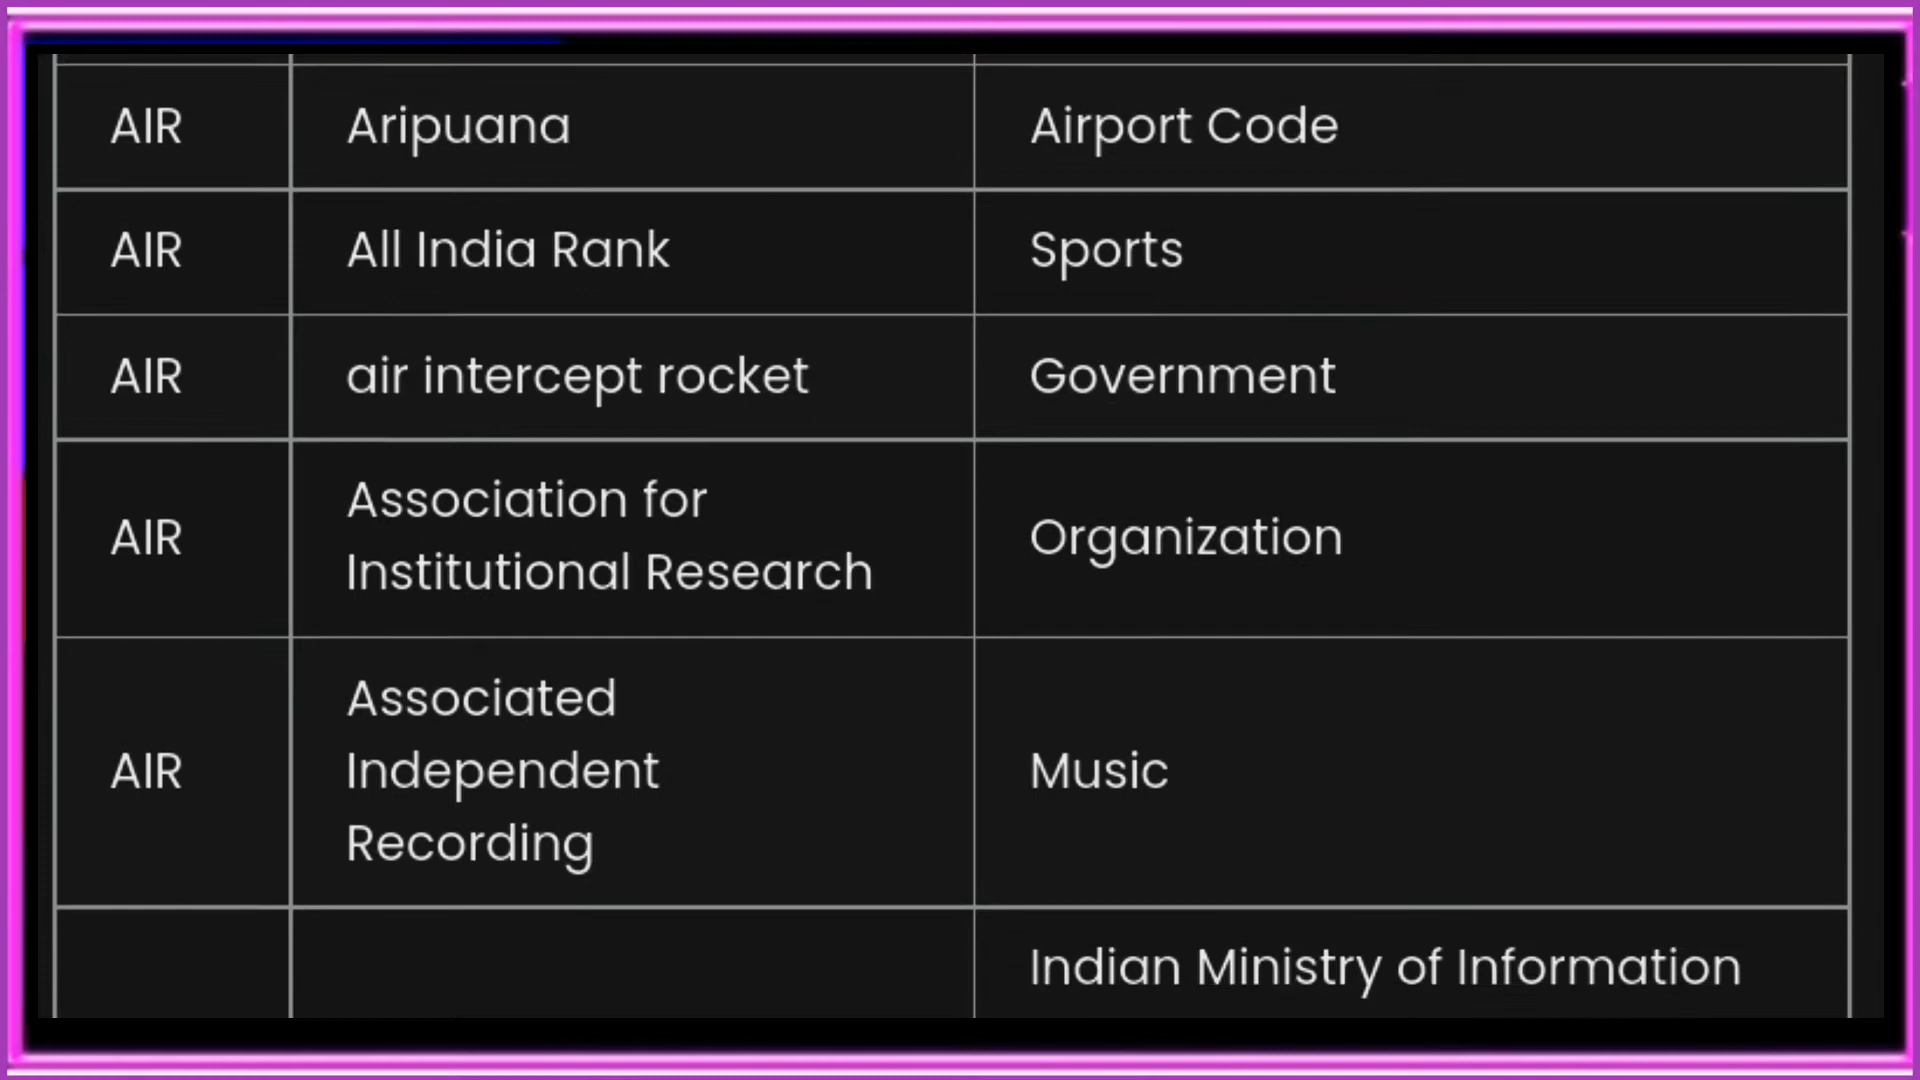 AIR Aripuana Airport Code
AIR All India Rank Sports
AIR air intercept rocket Government
AIR Association for Institutional Research Organization
AIR Associated Independent Recording Music
Indian Ministry of Information